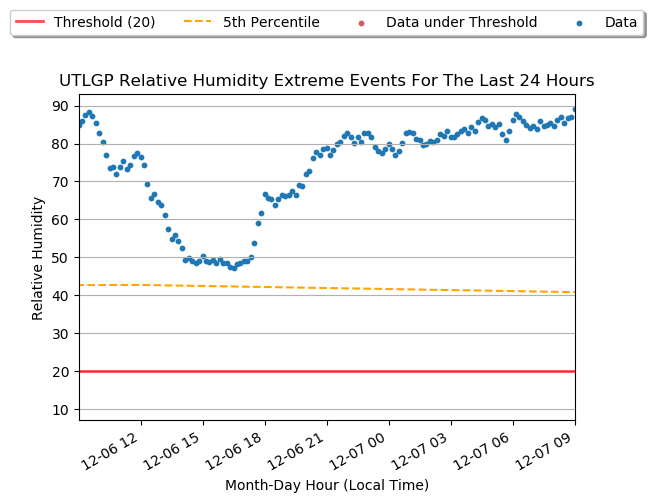 Threshold (20) 5th Percentile Data under Threshold Data
UTLGP Relative Humidity Extreme Events For The Last 24 Hours
90
80
70
60
50
40
30
20
10
Relative Humidity
12-06 12 12-06 15 12-06 18 12-06 21 12-07 00 12-07 03 12-07 06 12-07 09
Month-Day Hour (Local Time)